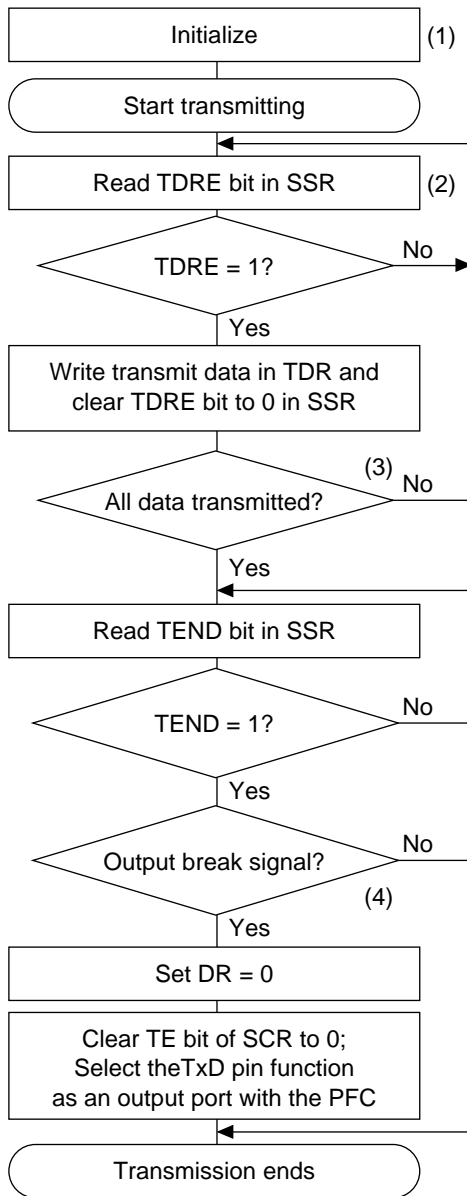 Initialize
(1)
Start transmitting
Read TDRE bit in SSR
(2)
TDRE = 1?
No
Yes
Write transmit data in TDR and
clear TDRE bit to 0 in SSR
(3)
All data transmitted?
No
Yes
Read TEND bit in SSR
TEND = 1?
No
Yes
Output break signal?
No
(4)
Yes
Set DR = 0
Clear TE bit of SCR to 0;
Select theTxD pin function
as an output port with the PFC
Transmission ends